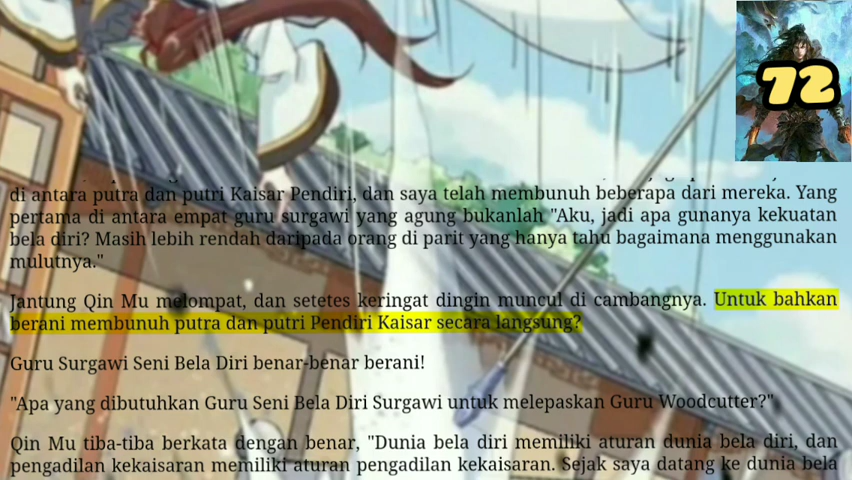 72
di antara putra dan putri Kaisar Pendiri, dan saya telah membunuh beberapa dari mereka. Yang
pertama di antara empat guru surgawi yang agung bukanlah "Aku, jadi apa gunanya kekuatan
bela diri? Masih lebih rendah daripada orang di parit yang hanya tahu bagaimana menggunakan
mulutnya."
Jantung Qin Mu melompat, dan setetes keringat dingin muncul di cambangnya. Untuk bahkan
berani membunuh putra dan putri Pendiri Kaisar secara langsung?
Guru Surgawi Seni Bela Diri benar-benar berani!
"Apa yang dibutuhkan Guru Seni Bela Diri Surgawi untuk melepaskan Guru Woodcutter?"
Qin Mu tiba-tiba berkata dengan benar, "Dunia bela diri memiliki aturan dunia bela diri, dan
pengadilan kekaisaran memiliki aturan pengadilan kekaisaran. Sejak saya datang ke dunia bela